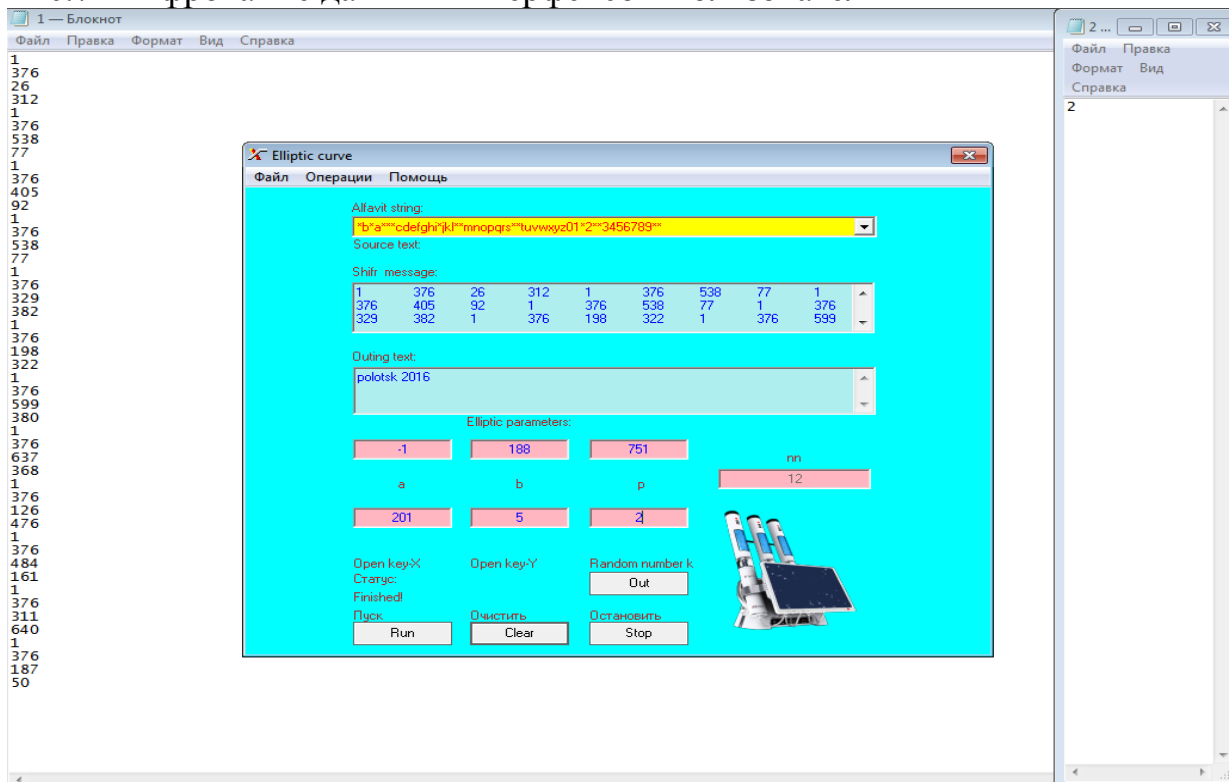 1 — Блокнот
Файл Правка Формат Вид Справка
1
376
26
312
1
376
538
77
1
376
405
92
1
376
538
77
1
376
329
382
1
376
198
322
1
376
599
380
1
376
637
368
1
376
126
476
1
376
484
161
1
376
311
640
1
376
187
50
2 ...
Файл Правка
Формат Вид
Справка
2
Elliptic curve
Файл Операции Помощь
Alfavit string:
*b*a***cdefghi*jkl**mnopqrs**tuvwxyz01*2**3456789**
Source text:
Shifr message:
1 376 26 312 1 376 538 77 1
376 405 92 1 376 538 77 1 376
329 382 1 376 198 322 1 376 599
Outing text:
polotsk 2016
Elliptic parameters:
-1 188 751
nn
12
a b p
201 5 2
Open key-X Open key-Y Random number k
Статус:
Out
Finished!
Пуск Очистить Остановить
Run Clear Stop